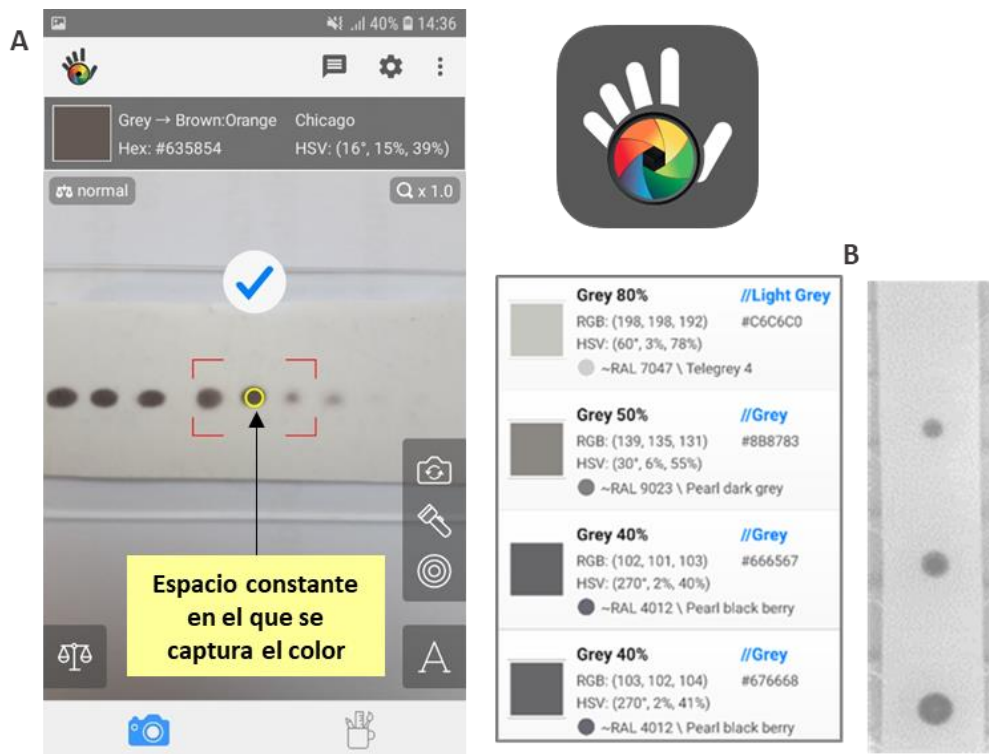 A
40% 14:36
Grey → Brown:Orange Chicago
Hex: #635854 HSV: (16°, 15%, 39%)
normal
x 1.0
Espacio constante
en el que se
captura el color
A
B
Grey 80% //Light Grey
RGB: (198, 198, 192) #C6C6C0
HSV: (60°, 3%, 78%)
~RAL 7047 \ Telegrey 4
Grey 50% //Grey
RGB: (139, 135, 131) #8B8783
HSV: (30°, 6%, 55%)
~RAL 9023 \ Pearl dark grey
Grey 40% //Grey
RGB: (102, 101, 103) #666567
HSV: (270°, 2%, 40%)
~RAL 4012 \ Pearl black berry
Grey 40% //Grey
RGB: (103, 102, 104) #676668
HSV: (270°, 2%, 41%)
~RAL 4012 \ Pearl black berry